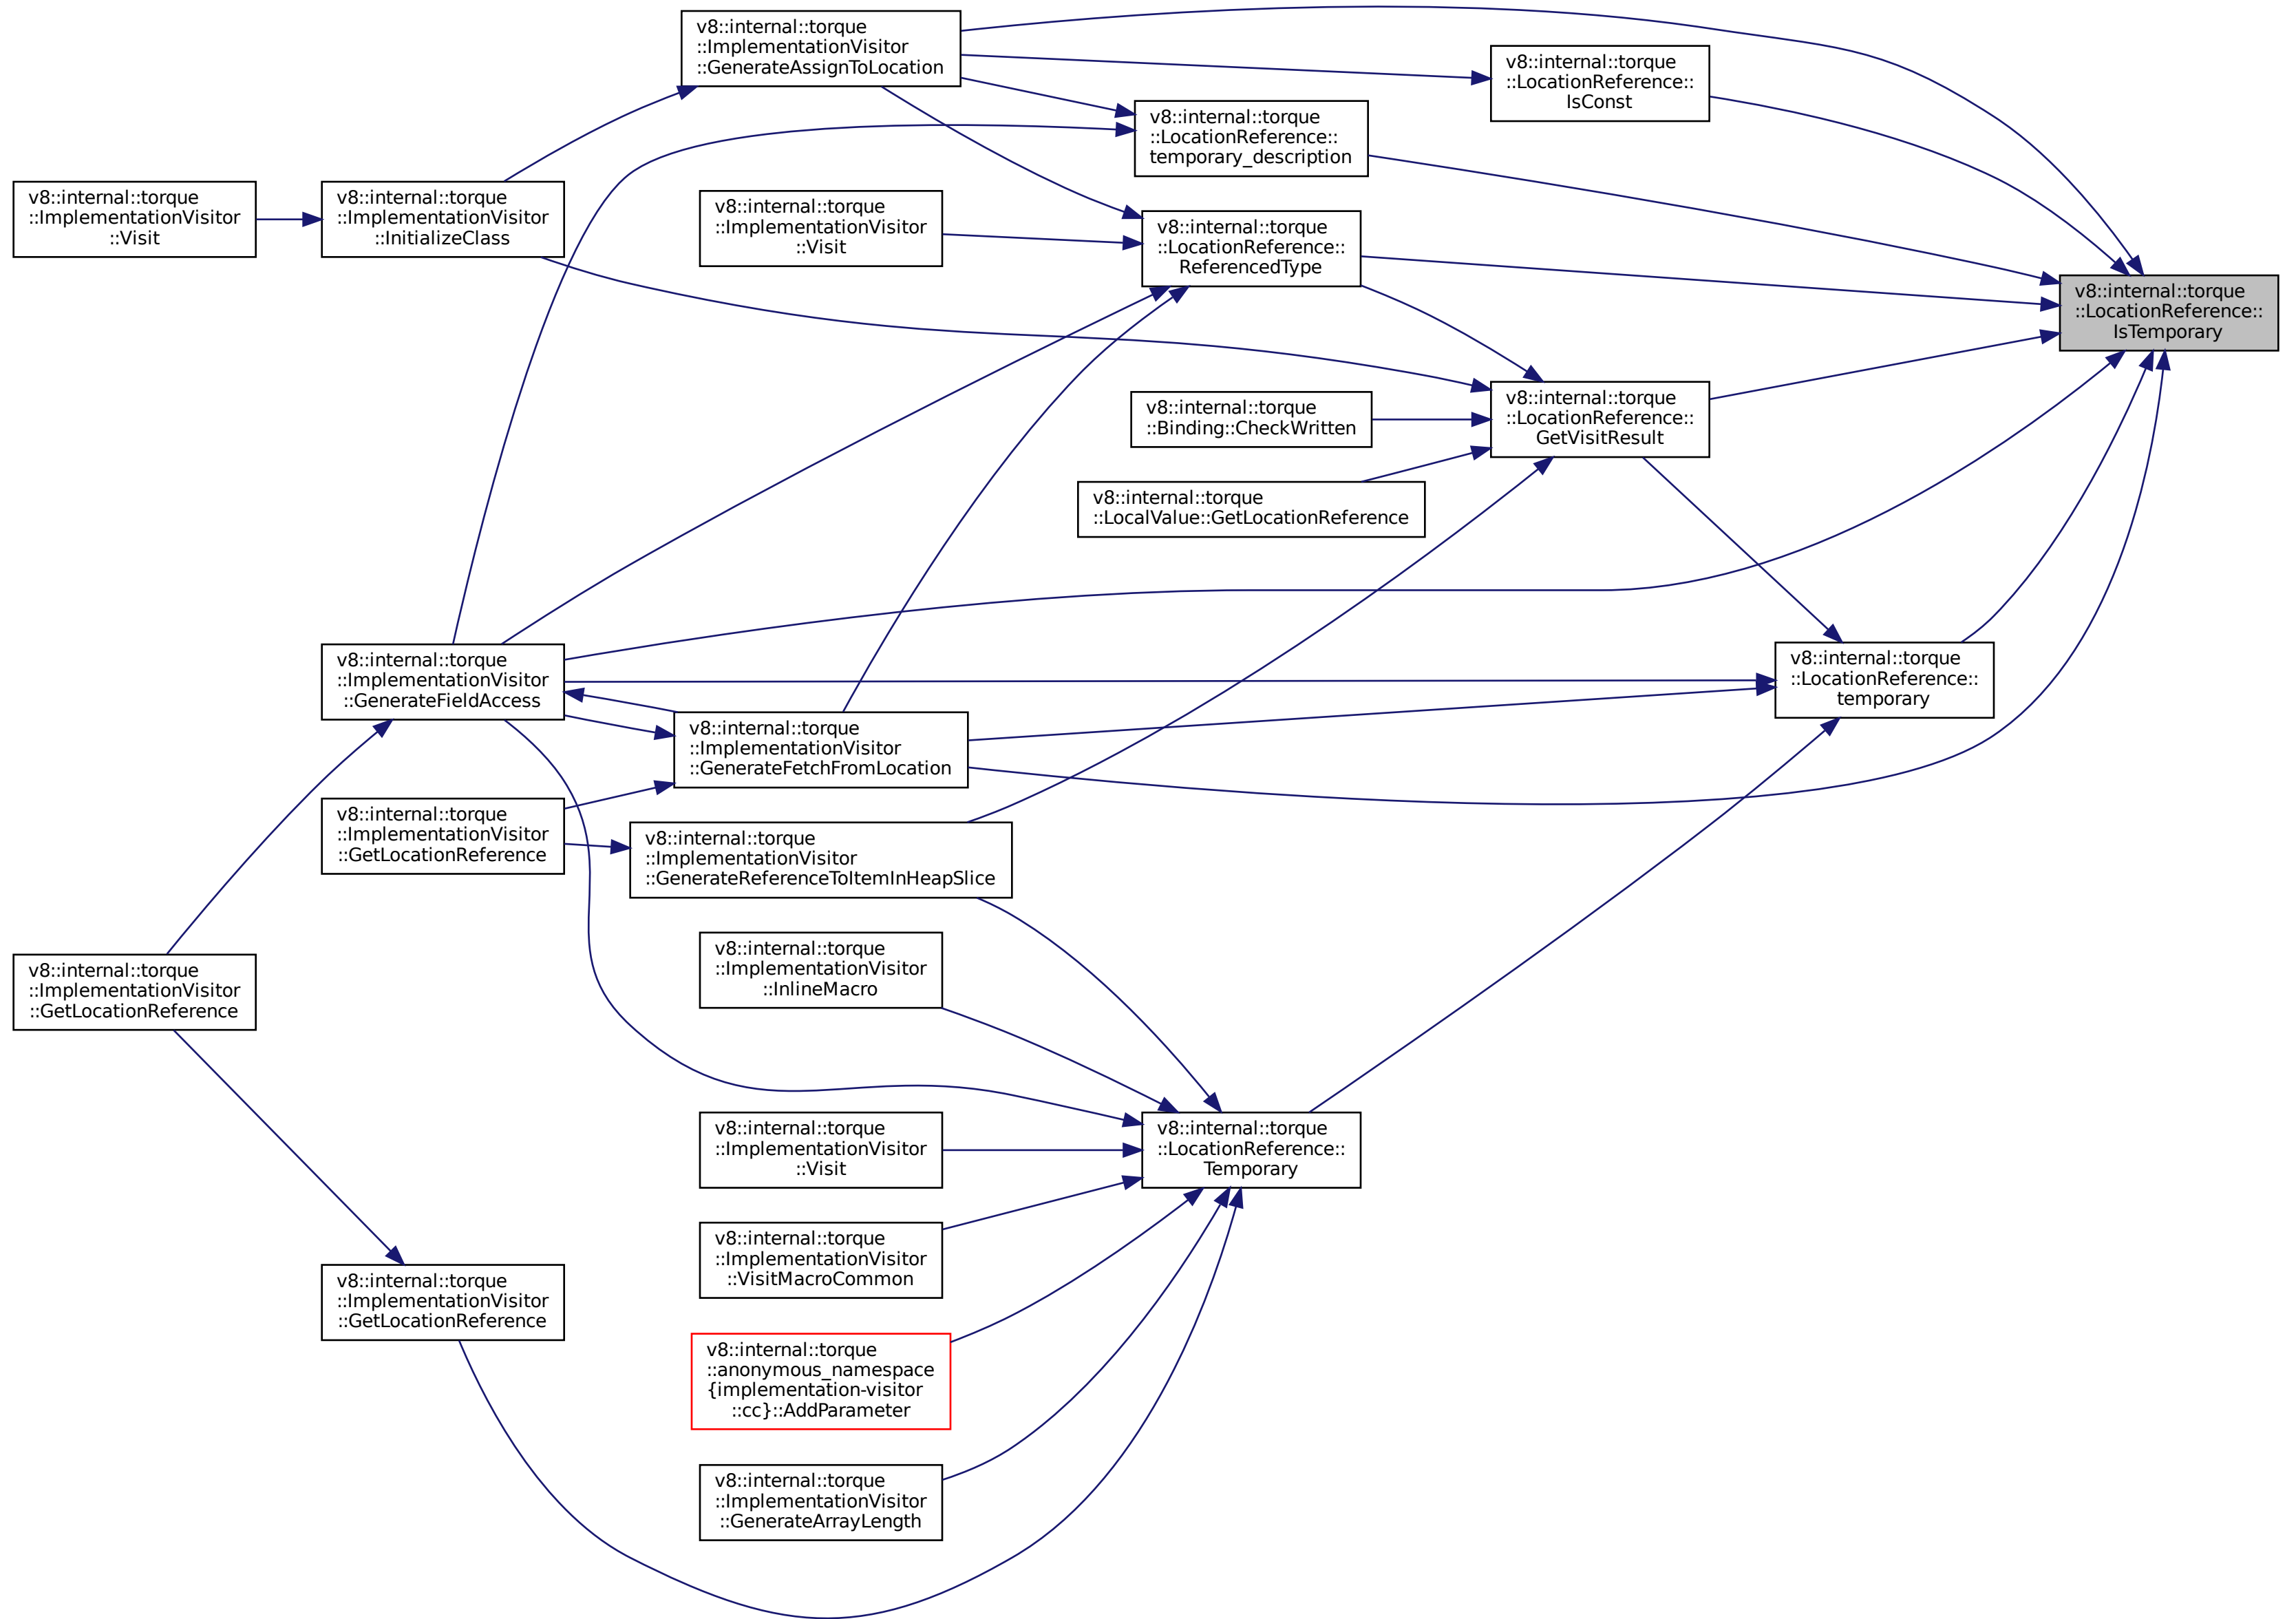 v8::internal::torque
::ImplementationVisitor
::GenerateAssignToLocation
v8::internal::torque
::LocationReference::
IsConst
v8::internal::torque
::LocationReference::
temporary_description
v8::internal::torque
::ImplementationVisitor
::Visit
v8::internal::torque
::ImplementationVisitor
::InitializeClass
v8::internal::torque
::ImplementationVisitor
::Visit
v8::internal::torque
::LocationReference::
ReferencedType
v8::internal::torque
::LocationReference::
IsTemporary
v8::internal::torque
::Binding::CheckWritten
v8::internal::torque
::LocationReference::
GetVisitResult
v8::internal::torque
::LocalValue::GetLocationReference
v8::internal::torque
::ImplementationVisitor
::GenerateFieldAccess
v8::internal::torque
::LocationReference::
temporary
v8::internal::torque
::ImplementationVisitor
::GenerateFetchFromLocation
v8::internal::torque
::ImplementationVisitor
::GetLocationReference
v8::internal::torque
::ImplementationVisitor
::GenerateReferenceToItemInHeapSlice
v8::internal::torque
::ImplementationVisitor
::GetLocationReference
v8::internal::torque
::ImplementationVisitor
::InlineMacro
v8::internal::torque
::ImplementationVisitor
::Visit
v8::internal::torque
::LocationReference::
Temporary
v8::internal::torque
::ImplementationVisitor
::VisitMacroCommon
v8::internal::torque
::ImplementationVisitor
::GetLocationReference
v8::internal::torque
::anonymous_namespace
{implementation-visitor
::cc}::AddParameter
v8::internal::torque
::ImplementationVisitor
::GenerateArrayLength